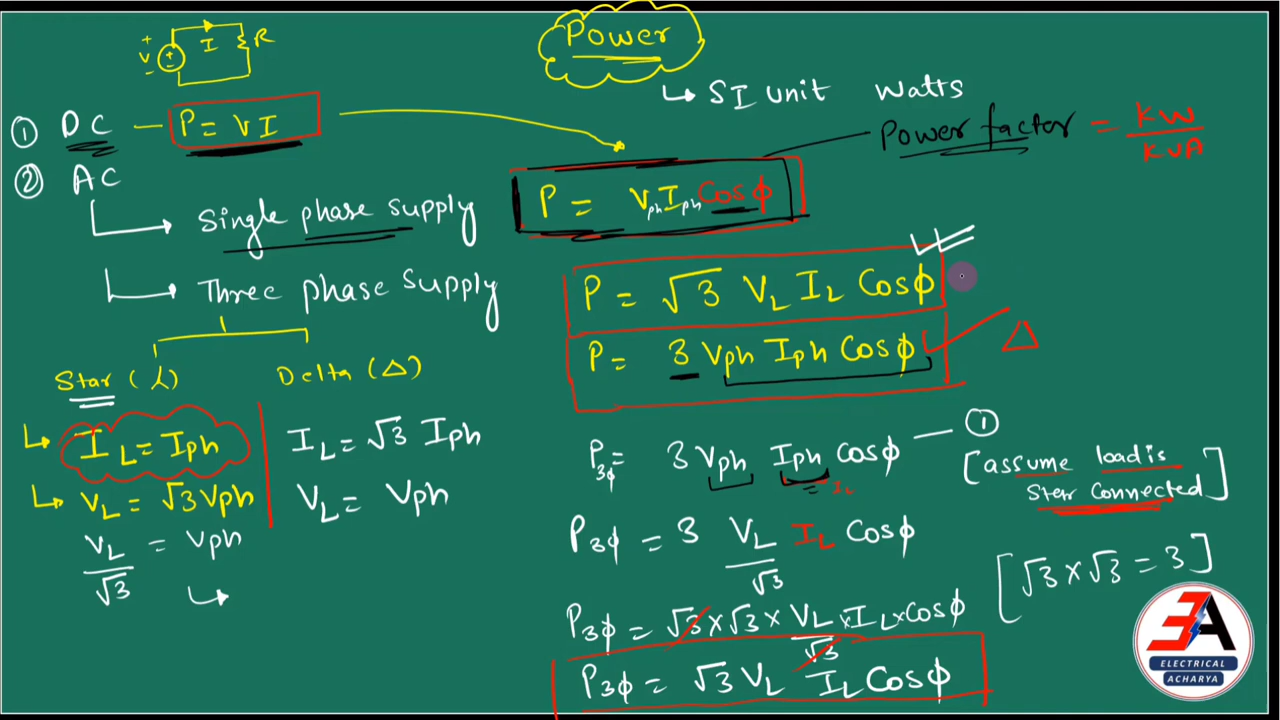 Power
+
V
-
I
R
↳ SI unit watts
① DC — P = VI
Power factor = KW/KVA
② AC
Single phase supply
P = VphIph Cosφ
Three phase supply
P = √3 VL IL Cosφ
P = 3 Vph Iph Cosφ
Δ
Star (⅄)
Delta (Δ)
↳ IL = Iph
IL = √3 Iph
↳ VL = √3 Vph
VL = Vph
VL/√3 = Vph
↳
P3φ = 3 Vph Iph Cosφ — ①
IL
[assume load is
Starr Connected]
P3φ = 3 VL/√3 IL Cosφ
[√3 × √3 = 3]
P3φ = √3 × √3 × VL/√3 × IL × Cosφ
P3φ = √3 VL IL Cosφ
EA
ELECTRICAL
ACHARYA